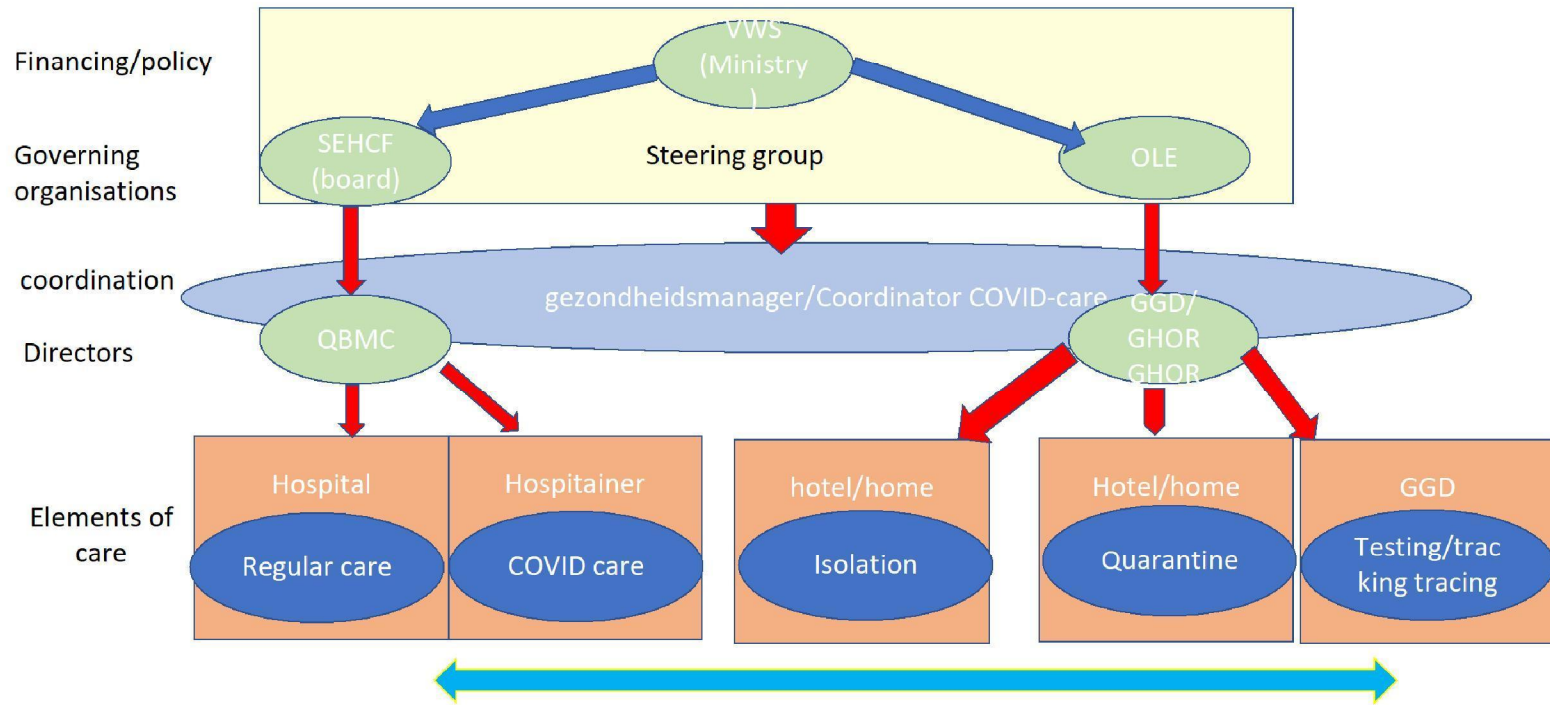 Financing/policy
VWS
(Ministry
)
Governing
organisations
SEHCF
(board)
Steering group
OLE
coordination
gezondheidsmanager/Coordinator COVID-care
Directors
QBMC
GGD/
GHOR
GHOR
Elements of
care
Hospital
Regular care
Hospitainer
COVID care
hotel/home
Isolation
Hotel/home
Quarantine
GGD
Testing/trac
king tracing